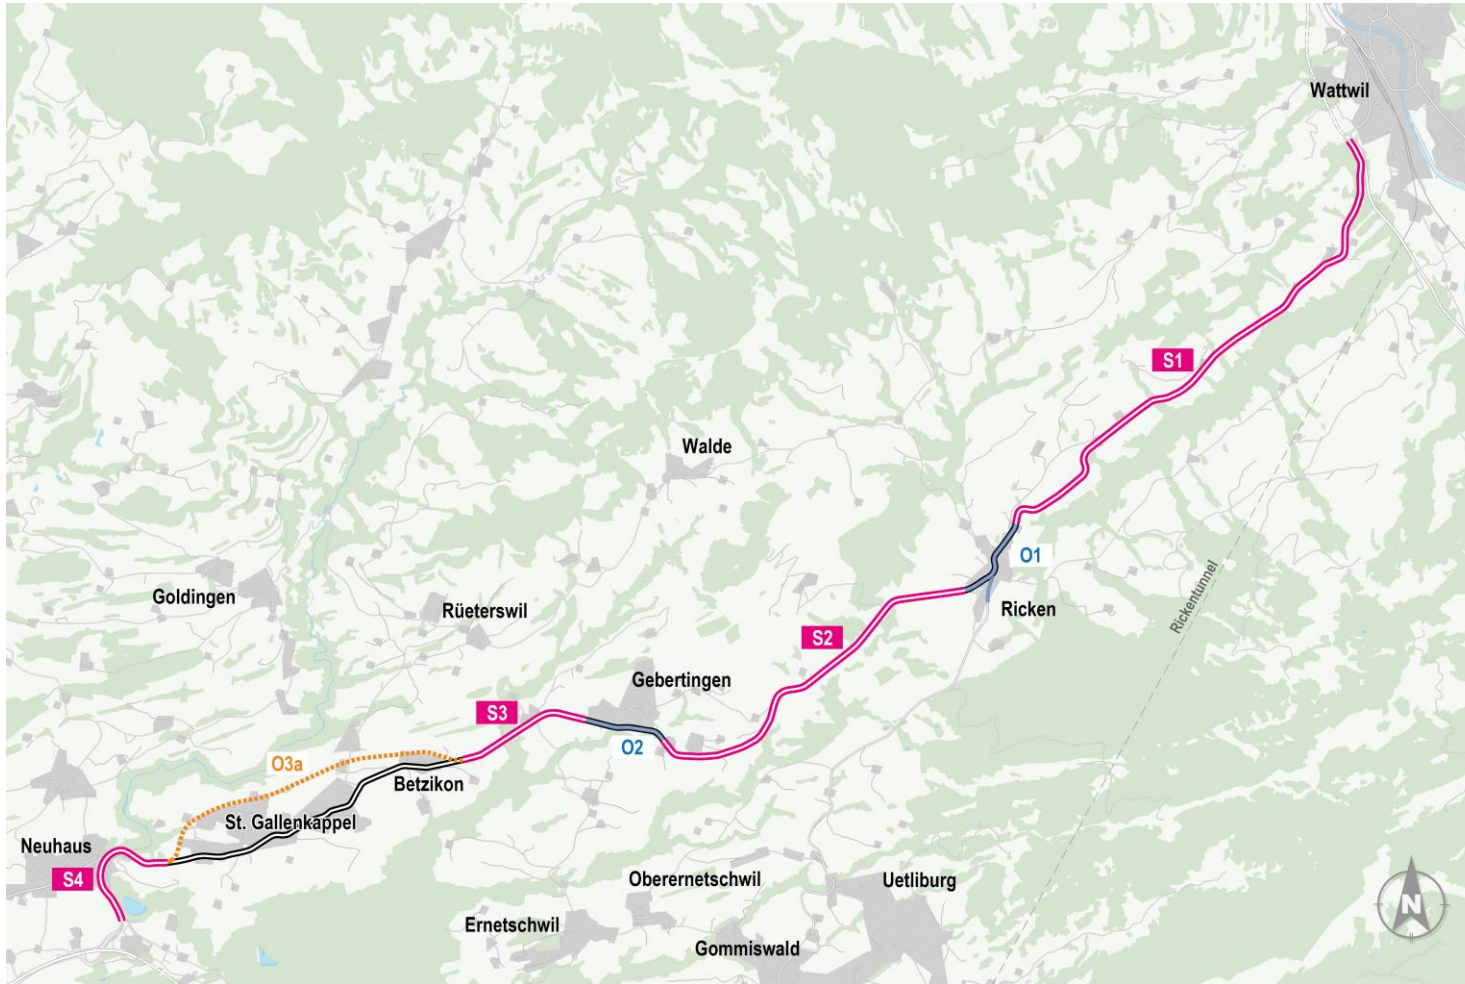 Wattwil
S1
Walde
O1
Rickentunnel
Goldingen
Rüeterswil
Ricken
S2
Gebertingen
S3
O2
O3a
Betzikon
St. Gallenkappel
Neuhaus
S4
Oberernetschwil
Uetliburg
Ernetschwil
Gommiswald
N